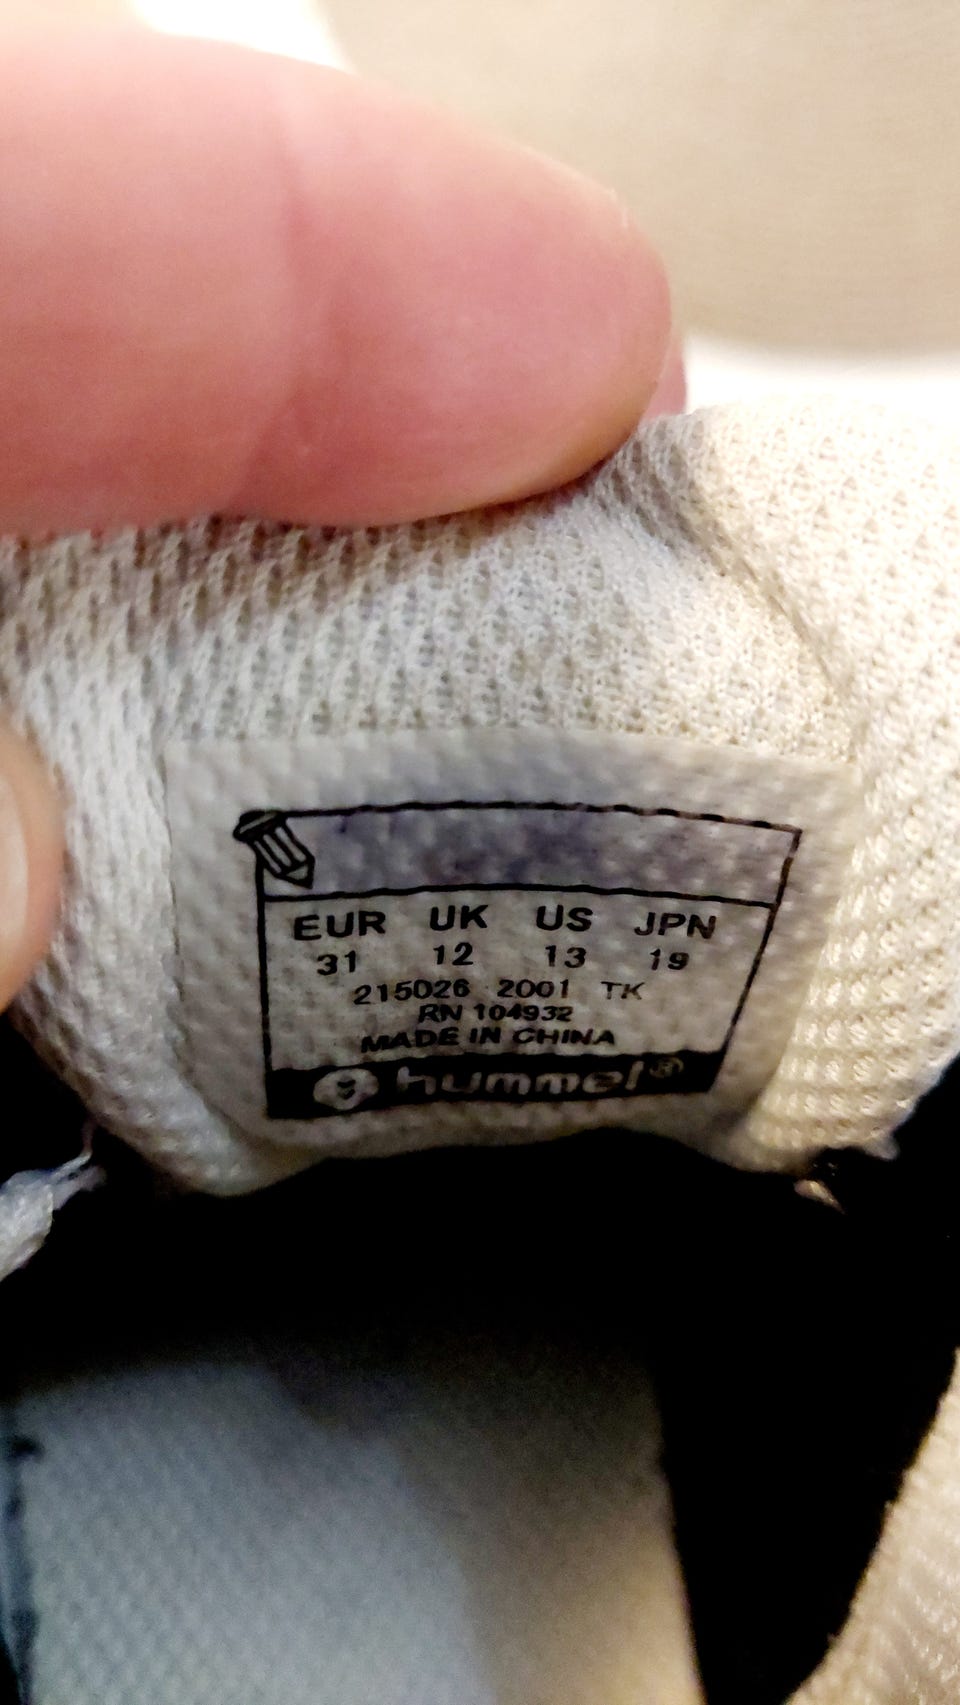 EUR UK US JPN
31 12 13 19
215026 2001 TK
RN 104932
MADE IN CHINA
hummel®